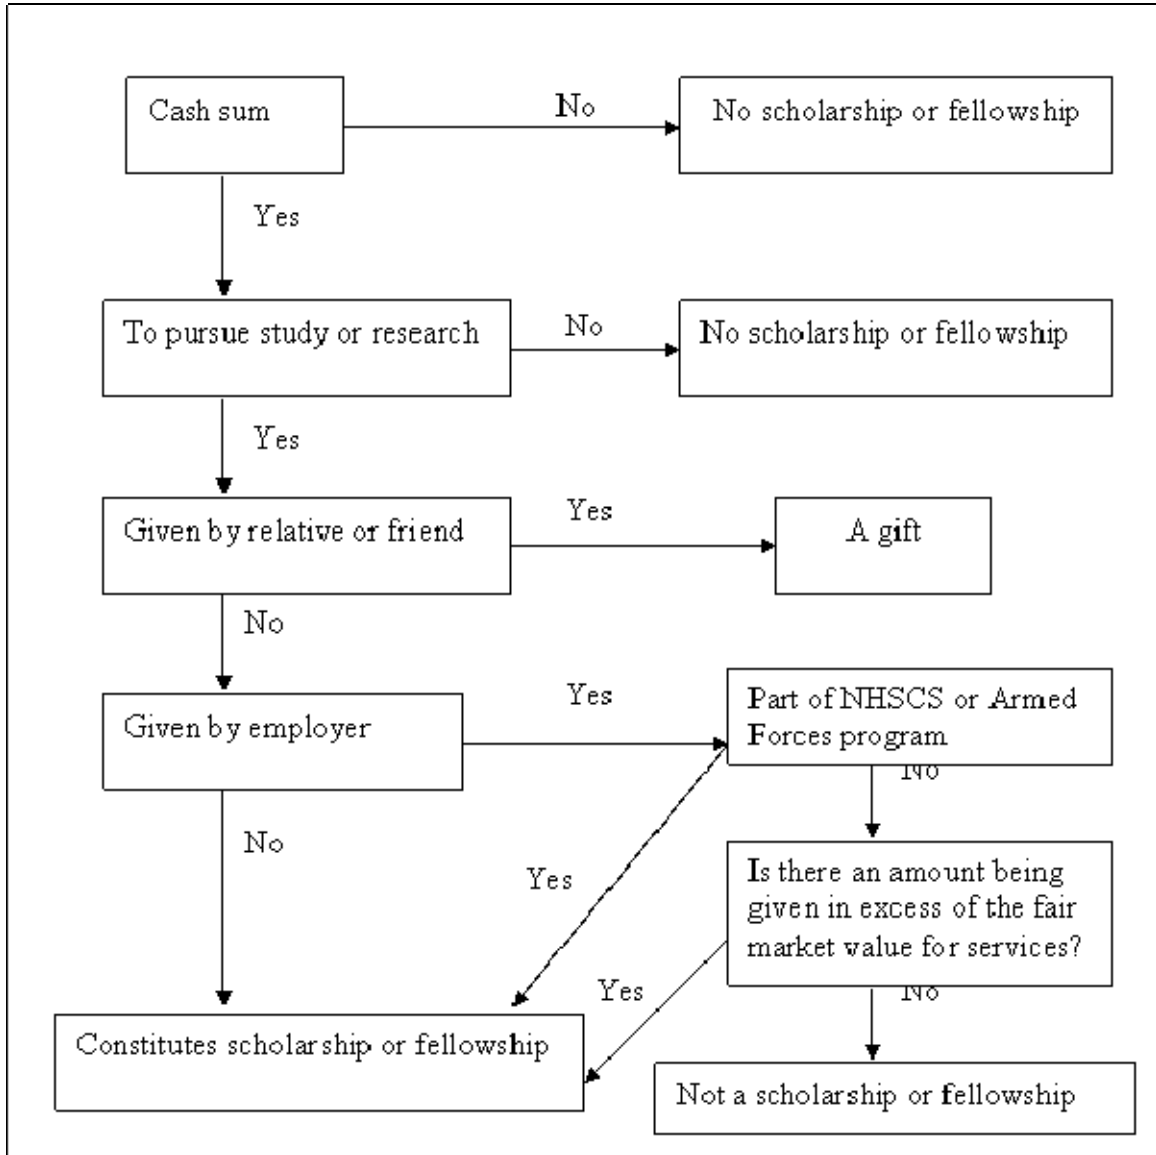 Cash sum
No
No scholarship or fellowship
Yes
To pursue study or research
No
No scholarship or fellowship
Yes
Given by relative or friend
Yes
A gift
No
Given by employer
Yes
Part of NHSCS or Armed
Forces program
No
No
Yes
Is there an amount being
given in excess of the fair
market value for services?
Yes
No
Constitutes scholarship or fellowship
Not a scholarship or fellowship